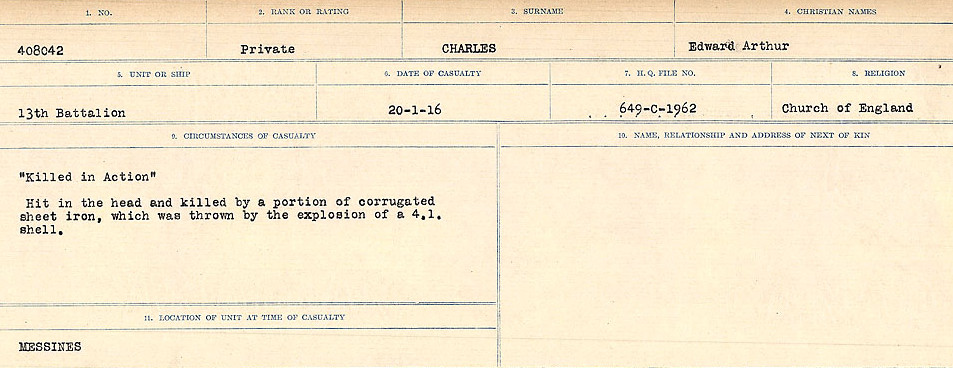 1. NO. 2. RANK OR RATING 3. SURNAME 4. CHRISTIAN NAMES
408042 Private CHARLES Edward Arthur
5. UNIT OR SHIP 6. DATE OF CASUALTY 7. H. Q. FILE NO. 8. RELIGION
13th Battalion 20-1-16 649-C-1962 Church of England
9. CIRCUMSTANCES OF CASUALTY 10. NAME, RELATIONSHIP AND ADDRESS OF NEXT OF KIN
"Killed in Action"
Hit in the head and killed by a portion of corrugated
sheet iron, which was thrown by the explosion of a 4.1.
shell.
11. LOCATION OF UNIT AT TIME OF CASUALTY
MESSINES